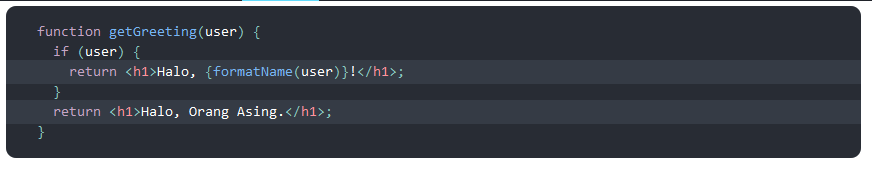 function getGreeting(user) {
  if (user) {
    return <h1>Halo, {formatName(user)}!</h1>;
  }
  return <h1>Halo, Orang Asing.</h1>;
}